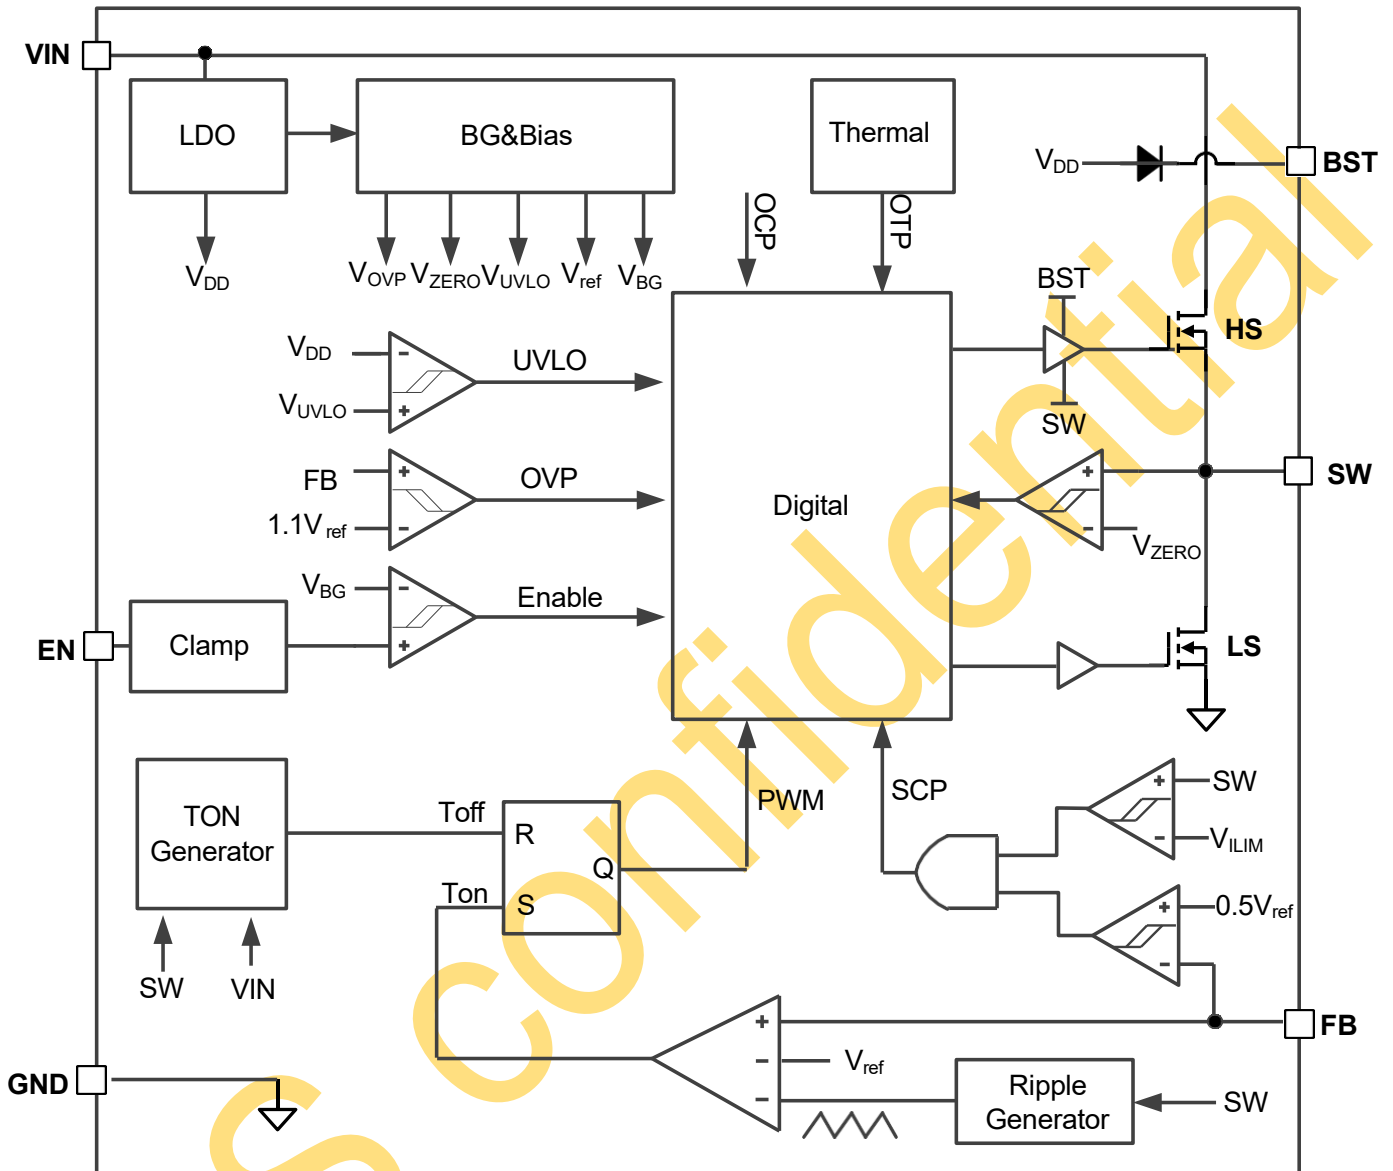 VIN
LDO
BG&Bias
Thermal
VDD
BST
OCP
OTP
VDD
VOVP
VZERO
VUVLO
Vref
VBG
BST
HS
VDD
-
UVLO
VUVLO
+
SW
FB
+
OVP
1.1Vref
-
Digital
+
SW
-
VZERO
VBG
-
Enable
EN
Clamp
+
LS
TON
Generator
Toff
R
Q
Ton
S
PWM
SCP
+
SW
-
VILIM
+
0.5Vref
-
SW
VIN
+
FB
-
Vref
-
Ripple
Generator
SW
GND
s confidential